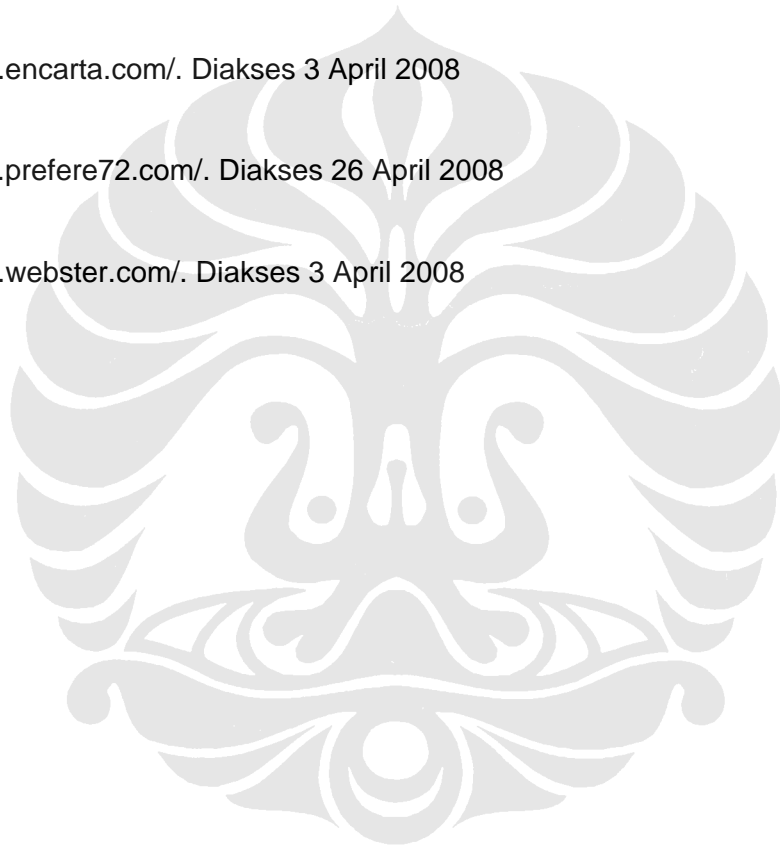 .encarta.com/. Diakses 3 April 2008
.prefere72.com/. Diakses 26 April 2008
.webster.com/. Diakses 3 April 2008